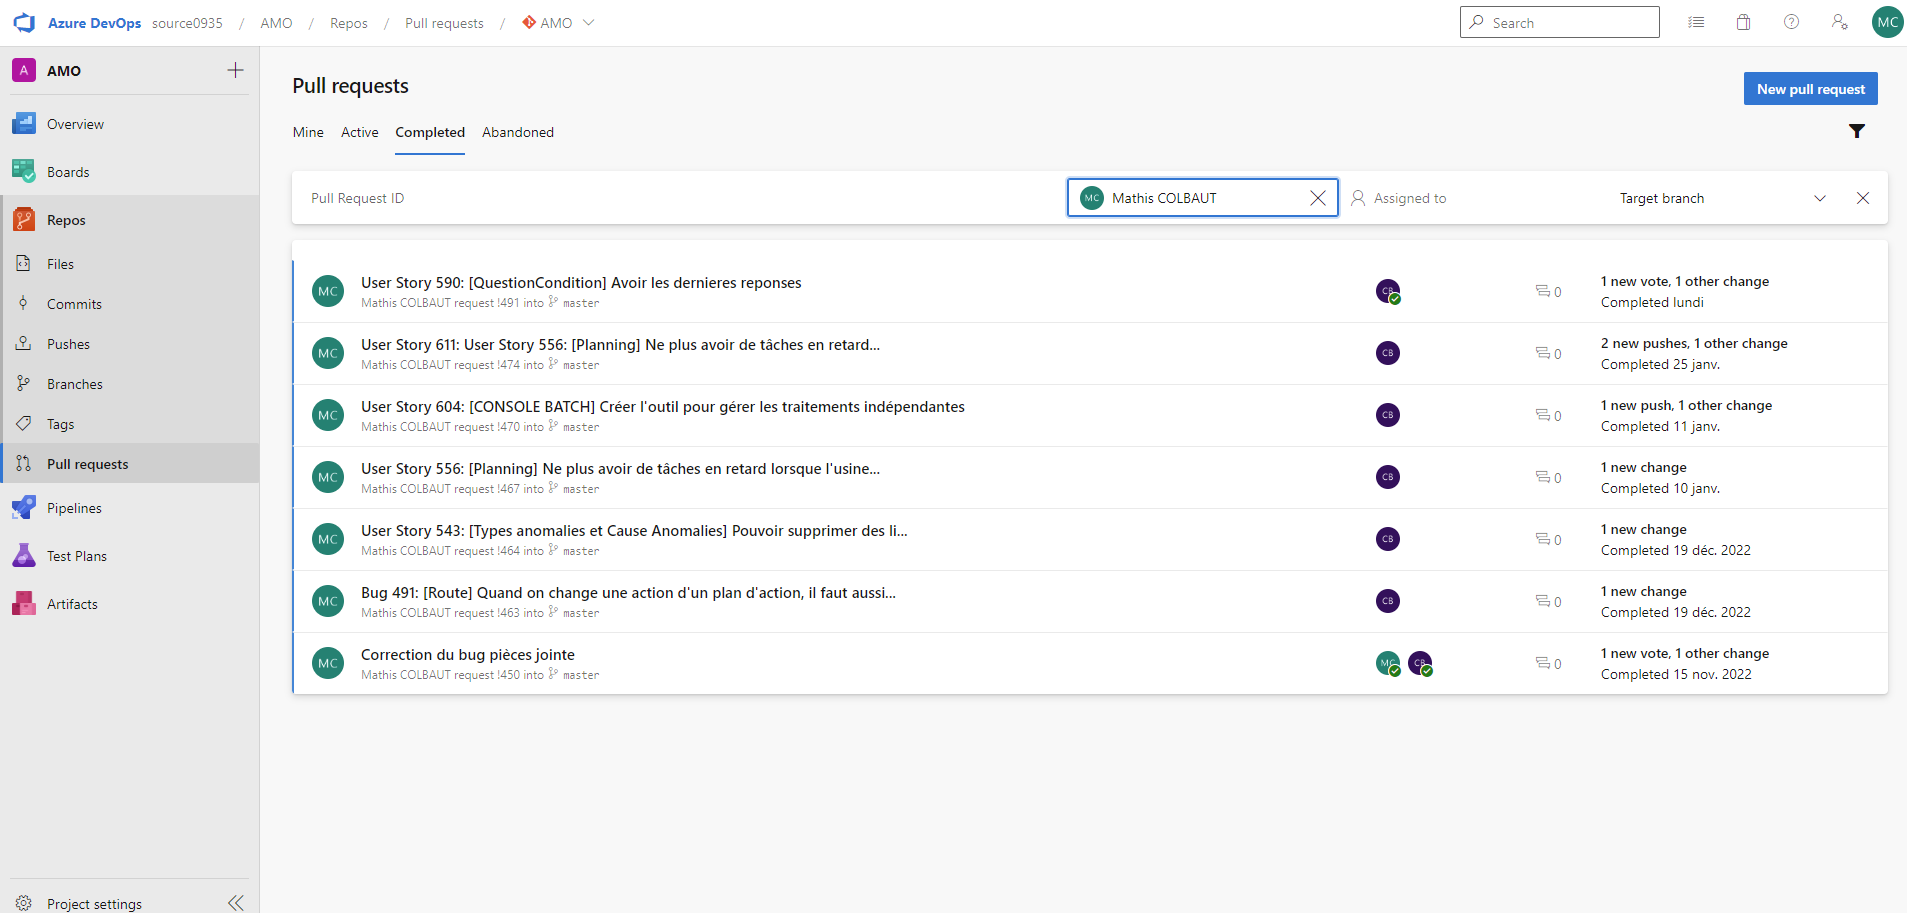 Azure DevOps source0935 / AMO / Repos / Pull requests / AMO
Search
MC
A AMO
Overview
Boards
Repos
Files
Commits
Pushes
Branches
Tags
Pull requests
Pipelines
Test Plans
Artifacts
Project settings
Pull requests
New pull request
Mine Active Completed Abandoned
Pull Request ID
MC Mathis COLBAUT
Assigned to
Target branch
MC User Story 590: [QuestionCondition] Avoir les dernieres reponses
Mathis COLBAUT request !491 into master
CB
0
1 new vote, 1 other change
Completed lundi
MC User Story 611: User Story 556: [Planning] Ne plus avoir de tâches en retard...
Mathis COLBAUT request !474 into master
CB
0
2 new pushes, 1 other change
Completed 25 janv.
MC User Story 604: [CONSOLE BATCH] Créer l'outil pour gérer les traitements indépendantes
Mathis COLBAUT request !470 into master
CB
0
1 new push, 1 other change
Completed 11 janv.
MC User Story 556: [Planning] Ne plus avoir de tâches en retard lorsque l'usine...
Mathis COLBAUT request !467 into master
CB
0
1 new change
Completed 10 janv.
MC User Story 543: [Types anomalies et Cause Anomalies] Pouvoir supprimer des li...
Mathis COLBAUT request !464 into master
CB
0
1 new change
Completed 19 déc. 2022
MC Bug 491: [Route] Quand on change une action d'un plan d'action, il faut aussi...
Mathis COLBAUT request !463 into master
CB
0
1 new change
Completed 19 déc. 2022
MC Correction du bug pièces jointe
Mathis COLBAUT request !450 into master
MC CB
0
1 new vote, 1 other change
Completed 15 nov. 2022